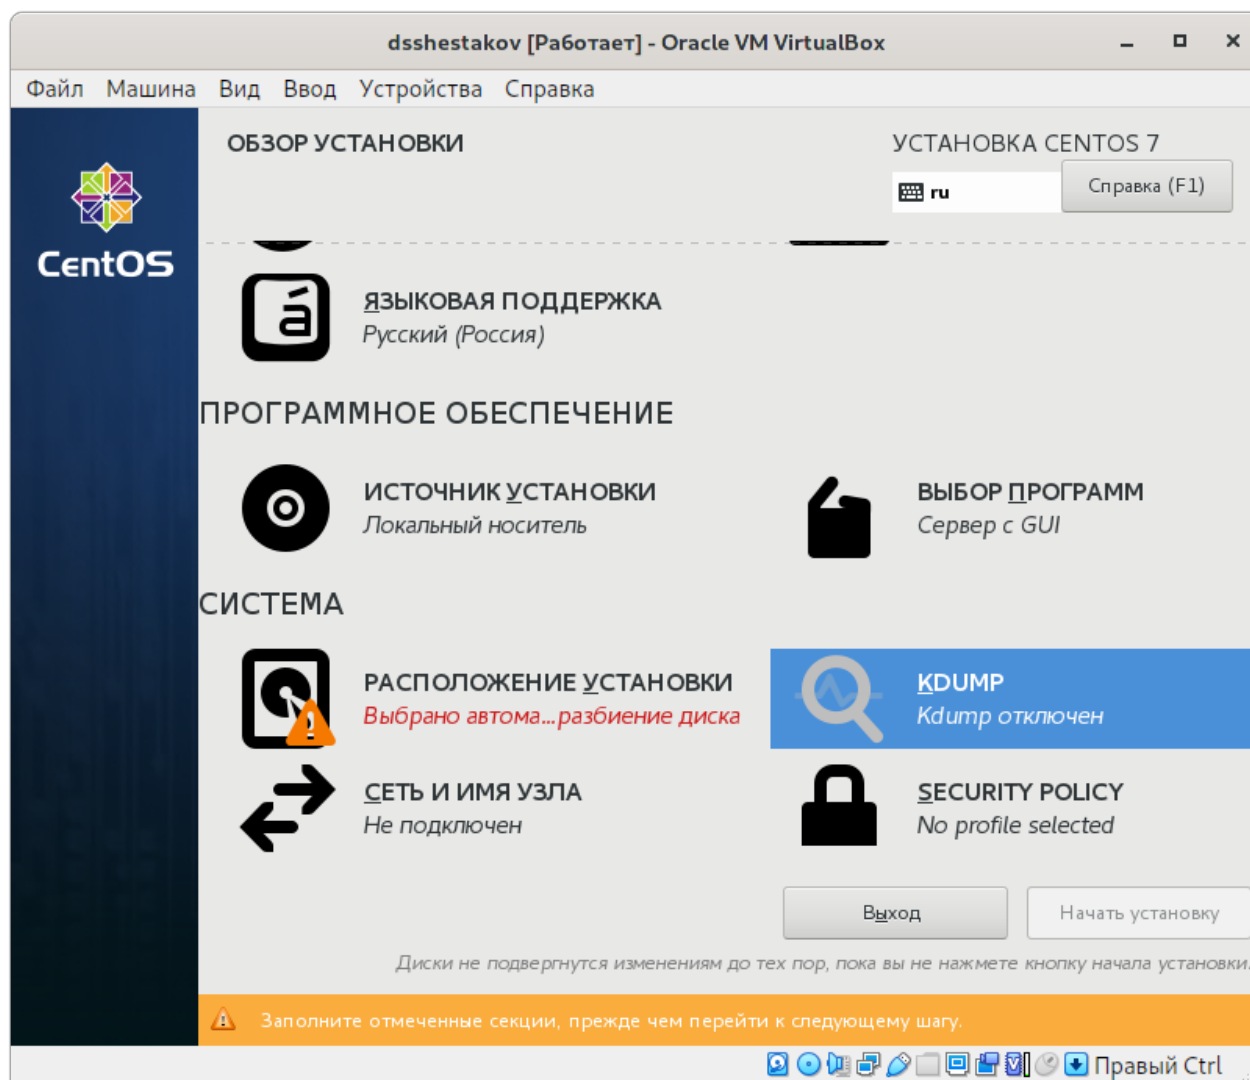 dsshestakov [Работает] - Oracle VM VirtualBox
Файл Машина Вид Ввод Устройства Справка
ОБЗОР УСТАНОВКИ
УСТАНОВКА CENTOS 7
ru
Справка (F1)
CentOS
á
ЯЗЫКОВАЯ ПОДДЕРЖКА
Русский (Россия)
ПРОГРАММНОЕ ОБЕСПЕЧЕНИЕ
ИСТОЧНИК УСТАНОВКИ
Локальный носитель
ВЫБОР ПРОГРАММ
Сервер с GUI
СИСТЕМА
РАСПОЛОЖЕНИЕ УСТАНОВКИ
Выбрано автома...разбиение диска
KDUMP
Kdump отключен
СЕТЬ И ИМЯ УЗЛА
Не подключен
SECURITY POLICY
No profile selected
Выход
Начать установку
Диски не подвергнутся изменениям до тех пор, пока вы не нажмете кнопку начала установки.
Заполните отмеченные секции, прежде чем перейти к следующему шагу.
Правый Ctrl